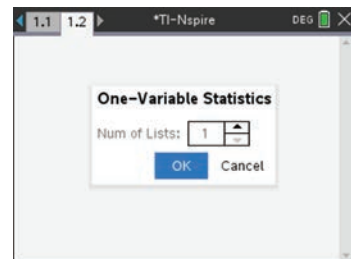 1.1 1.2 *TI-Nspire DEG
One-Variable Statistics
Num of Lists: 1
OK Cancel